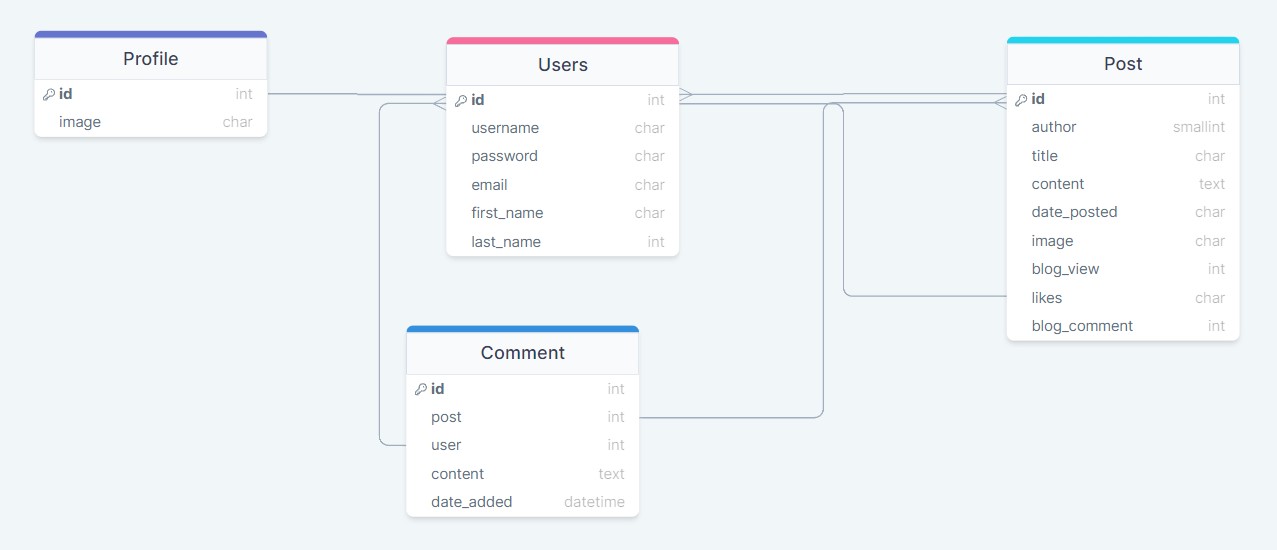 Profile
id int
image char
Users
id int
username char
password char
email char
first_name char
last_name int
Post
id int
author smallint
title char
content text
date_posted char
image char
blog_view int
likes char
blog_comment int
Comment
id int
post int
user int
content text
date_added datetime